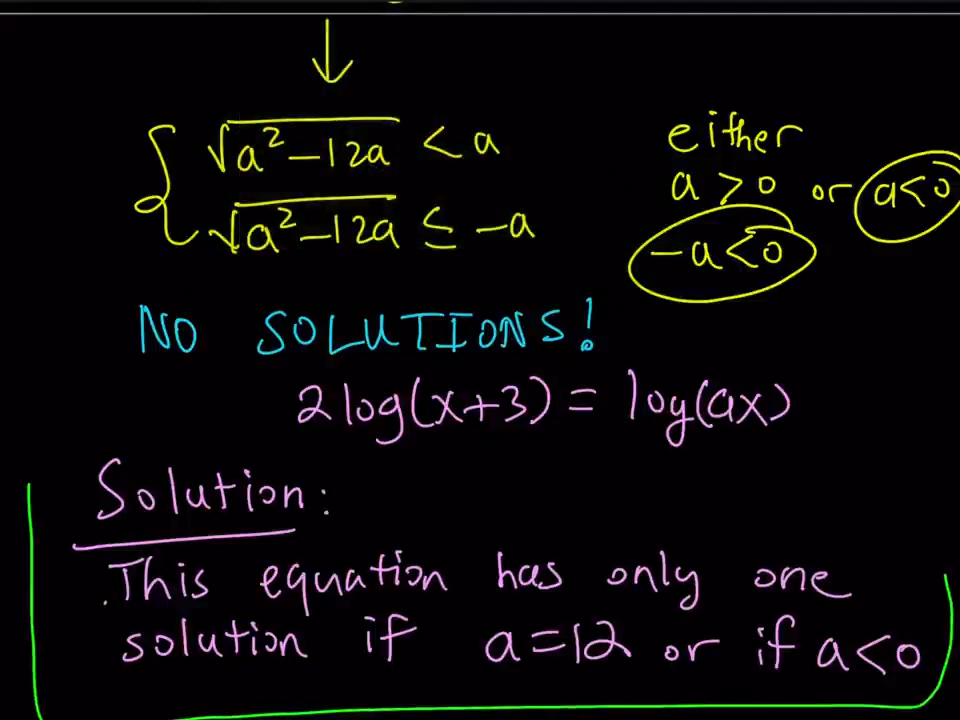 √a²-12a < a
√a²-12a ≤ -a
either
a > 0 or a<0
-a<0
NO SOLUTIONS!
2log(x+3) = log(ax)
Solution:
This equation has only one
solution if a=12 or if a<0